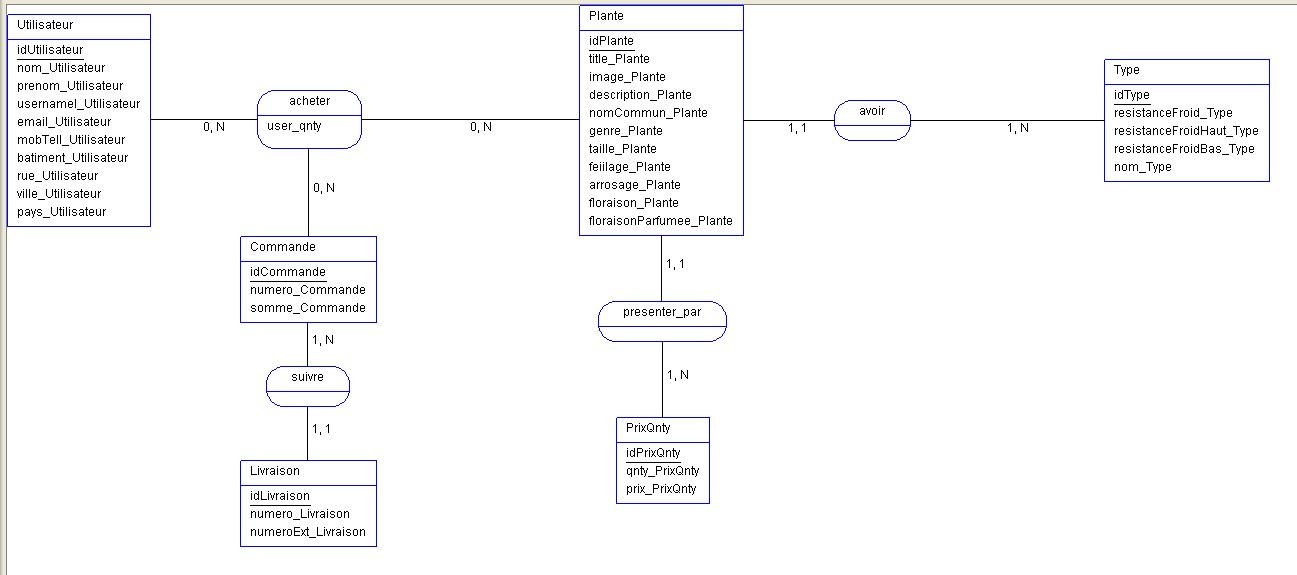 Utilisateur
idUtilisateur
nom_Utilisateur
prenom_Utilisateur
usernamel_Utilisateur
email_Utilisateur
mobTell_Utilisateur
batiment_Utilisateur
rue_Utilisateur
ville_Utilisateur
pays_Utilisateur
0, N
acheter
user_qnty
0, N
Plante
idPlante
title_Plante
image_Plante
description_Plante
nomCommun_Plante
genre_Plante
taille_Plante
feiilage_Plante
arrosage_Plante
floraison_Plante
floraisonParfumee_Plante
1, 1
avoir
1, N
Type
idType
resistanceFroid_Type
resistanceFroidHaut_Type
resistanceFroidBas_Type
nom_Type
0, N
Commande
idCommande
numero_Commande
somme_Commande
1, N
suivre
1, 1
Livraison
idLivraison
numero_Livraison
numeroExt_Livraison
1, 1
presenter_par
1, N
PrixQnty
idPrixQnty
qnty_PrixQnty
prix_PrixQnty